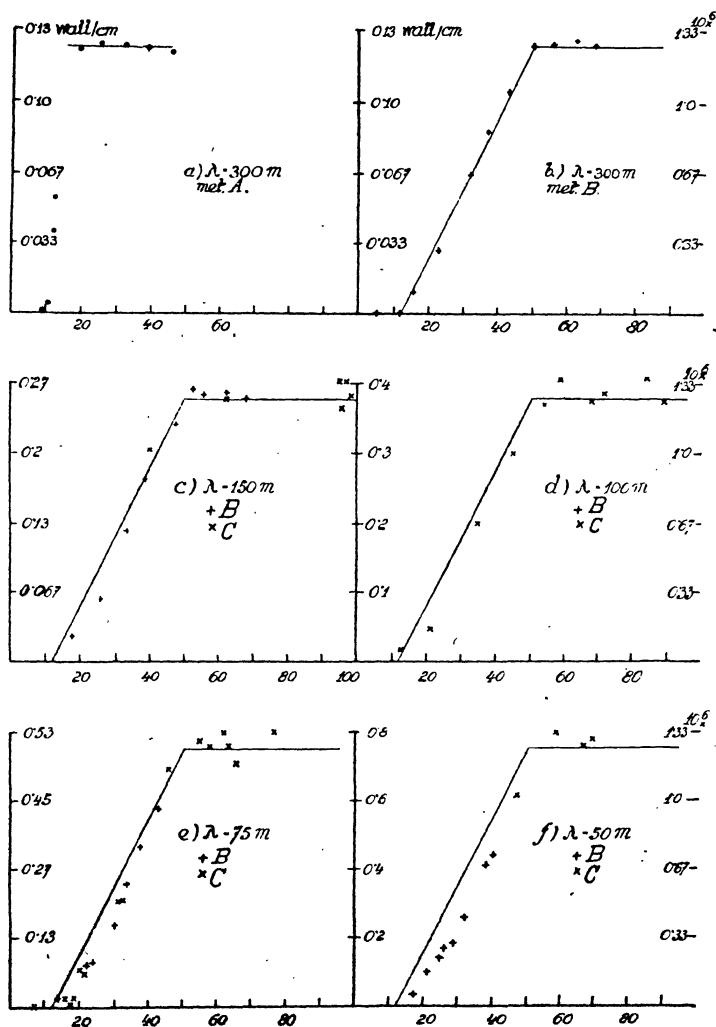 0·13 wall/cm
0·10
0·067
0·033
a) λ-300 m
met. A.
20 40 60 80
0·13 wall/cm
0·10
0·067
0·033
b) λ-300 m
met. B.
10⁶ x
1·33
1·0
0·67
0·33
20 40 60 80
0·27
0·2
0·13
0·067
c) λ-150 m
+ B
× C
20 40 60 80 100
0·4
0·3
0·2
0·1
d) λ-100 m
+ B
× C
10⁶ x
1·33
1·0
0·67
0·33
20 40 60 80
0·53
0·45
0·27
0·13
e) λ-75 m
+ B
× C
20 40 60 80
0·8
0·6
0·4
0·2
f) λ-50 m
+ B
× C
10⁶ x
1·33
1·0
0·67
0·33
20 40 60 80